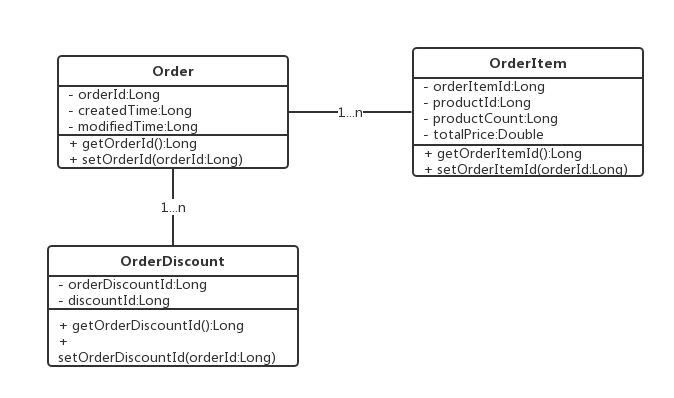 Order
- orderId:Long
- createdTime:Long
- modifiedTime:Long
+ getOrderId():Long
+ setOrderId(orderId:Long)
1...n
OrderItem
- orderItemId:Long
- productId:Long
- productCount:Long
- totalPrice:Double
+ getOrderItemId():Long
+ setOrderItemId(orderId:Long)
1...n
OrderDiscount
- orderDiscountId:Long
- discountId:Long
+ getOrderDiscountId():Long
+
setOrderDiscountId(orderId:Long)